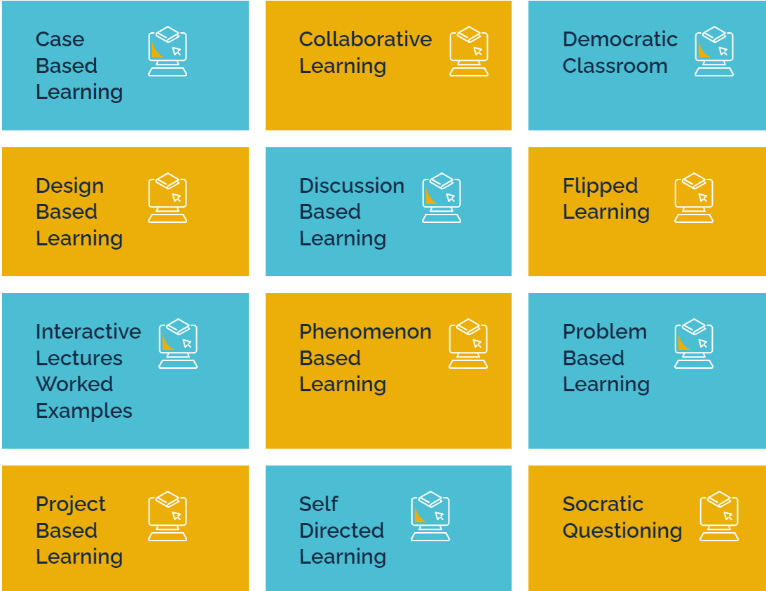 Case
Based
Learning
Collaborative
Learning
Democratic
Classroom
Design
Based
Learning
Discussion
Based
Learning
Flipped
Learning
Interactive
Lectures
Worked
Examples
Phenomenon
Based
Learning
Problem
Based
Learning
Project
Based
Learning
Self
Directed
Learning
Socratic
Questioning